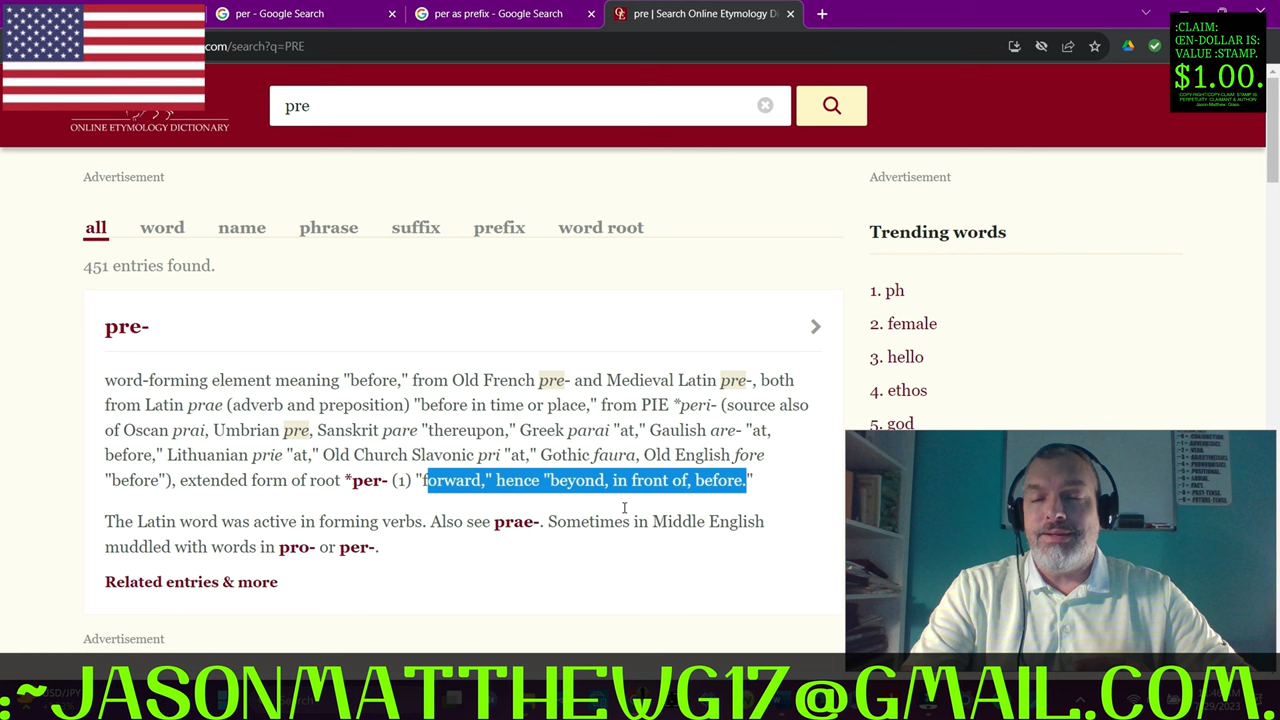 per - Google Search
per as prefix - Google Search
pre | Search Online Etymology D
com/search?q=PRE
:CLAIM:
ŒN-DOLLAR IS:
VALUE :STAMP.
$1.00.
pre
ONLINE ETYMOLOGY DICTIONARY
Advertisement
Advertisement
all word name phrase suffix prefix word root
Trending words
451 entries found.
1. ph
2. female
3. hello
4. ethos
5. god
pre-
word-forming element meaning "before," from Old French pre- and Medieval Latin pre-, both
from Latin prae (adverb and preposition) "before in time or place," from PIE *peri- (source also
of Oscan prai, Umbrian pre, Sanskrit pare "thereupon," Greek parai "at," Gaulish are- "at,
before," Lithuanian prie "at," Old Church Slavonic pri "at," Gothic faura, Old English fore
"before"), extended form of root *per- (1) "forward," hence "beyond, in front of, before."
The Latin word was active in forming verbs. Also see prae-. Sometimes in Middle English
muddled with words in pro- or per-.
Related entries & more
Advertisement
:~ JASONMATTHEWG17@GMAIL.COM.